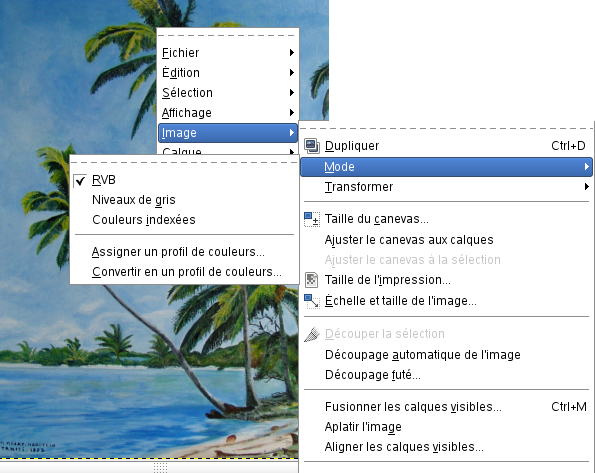 Fichier
Édition
Sélection
Affichage
Image
Calque
Dupliquer Ctrl+D
Mode
Transformer
Taille du canevas...
Ajuster le canevas aux calques
Ajuster le canevas à la sélection
Taille de l'impression...
Échelle et taille de l'image...
Découper la sélection
Découpage automatique de l'image
Découpage futé...
Fusionner les calques visibles... Ctrl+M
Aplatir l'image
Aligner les calques visibles...
RVB
Niveaux de gris
Couleurs indexées
Assigner un profil de couleurs...
Convertir en un profil de couleurs...